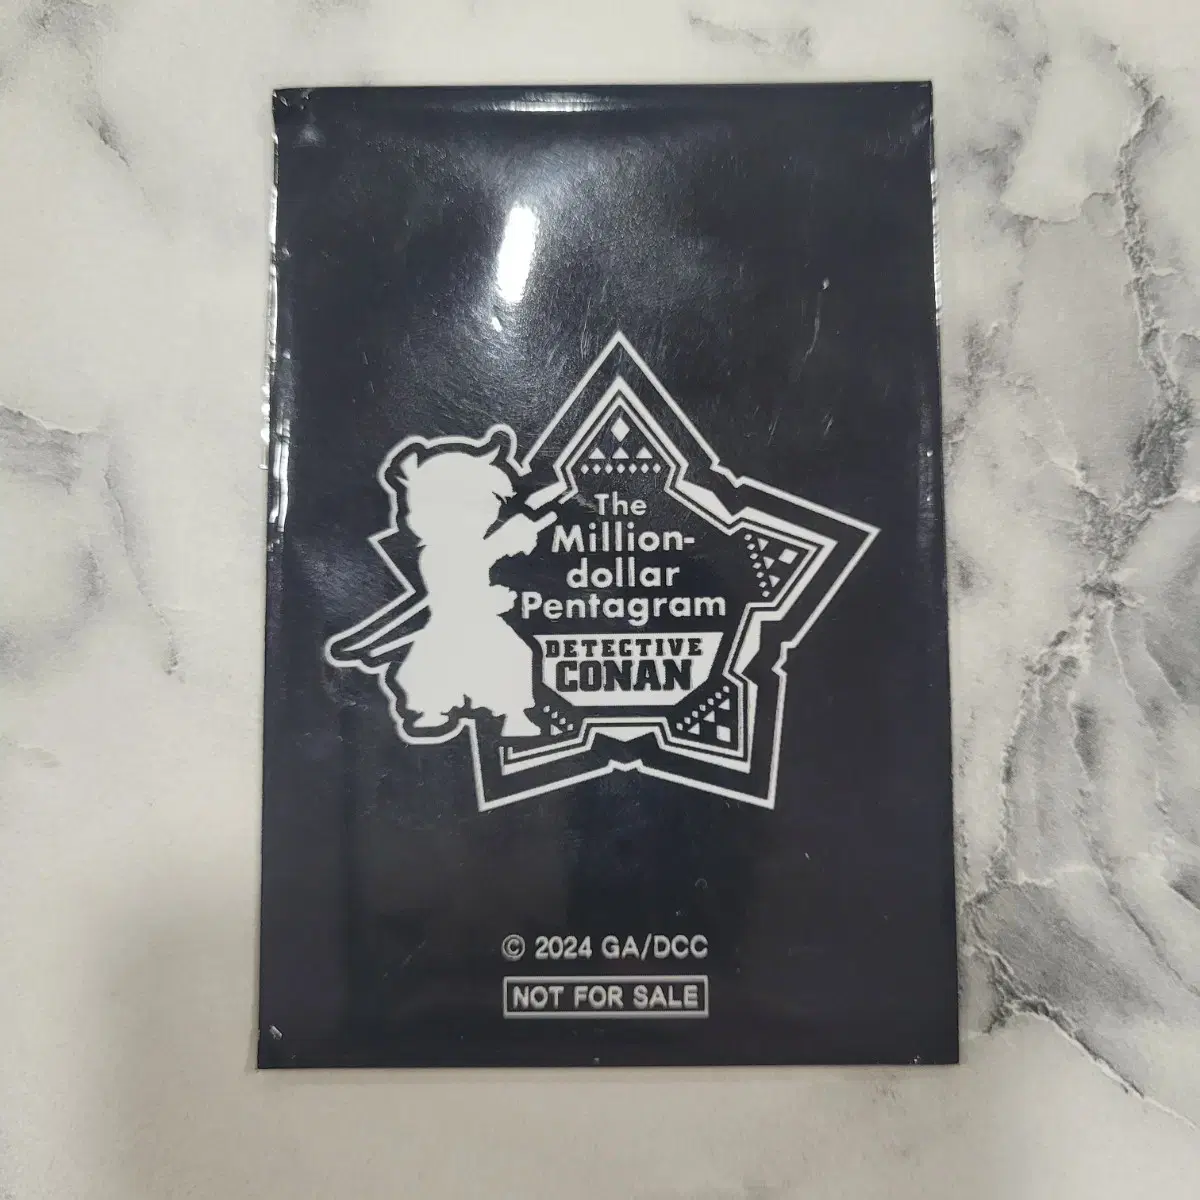 The
Million-
dollar
Pentagram
DETECTIVE
CONAN
© 2024 GA/DCC
NOT FOR SALE